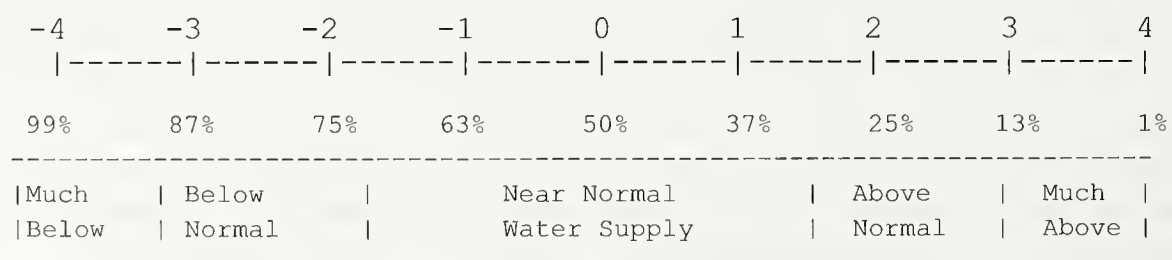 -4 -3 -2 -1 0 1 2 3 4
|-------|-------|-------|-------|-------|-------|-------|-------|
99% 87% 75% 63% 50% 37% 25% 13% 1%
--------------------------------------------------------------------------
|Much | Below | Near Normal | Above | Much |
|Below | Normal | Water Supply | Normal | Above |